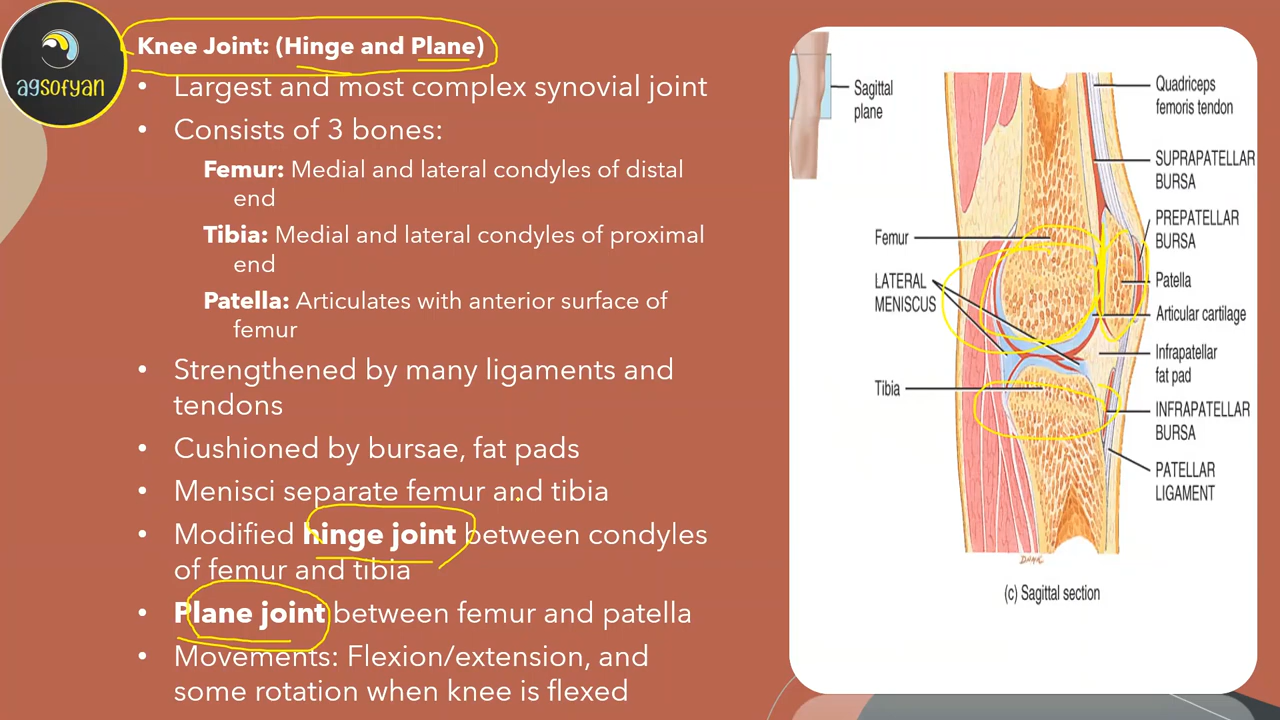 agsofyan
Knee Joint: (Hinge and Plane)
• Largest and most complex synovial joint
• Consists of 3 bones:
Femur: Medial and lateral condyles of distal
end
Tibia: Medial and lateral condyles of proximal
end
Patella: Articulates with anterior surface of
femur
• Strengthened by many ligaments and
tendons
• Cushioned by bursae, fat pads
• Menisci separate femur and tibia
• Modified hinge joint between condyles
of femur and tibia
• Plane joint between femur and patella
• Movements: Flexion/extension, and
some rotation when knee is flexed
Sagittal
plane
Femur
LATERAL
MENISCUS
Tibia
Quadriceps
femoris tendon
SUPRAPATELLAR
BURSA
PREPATELLAR
BURSA
Patella
Articular cartilage
Infrapatellar
fat pad
INFRAPATELLAR
BURSA
PATELLAR
LIGAMENT
(c) Sagittal section